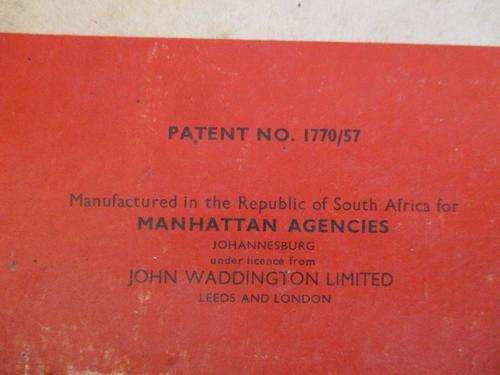 PATENT NO. 1770/57
Manufactured in the Republic of South Africa for
MANHATTAN AGENCIES
JOHANNESBURG
under licence from
JOHN WADDINGTON LIMITED
LEEDS AND LONDON